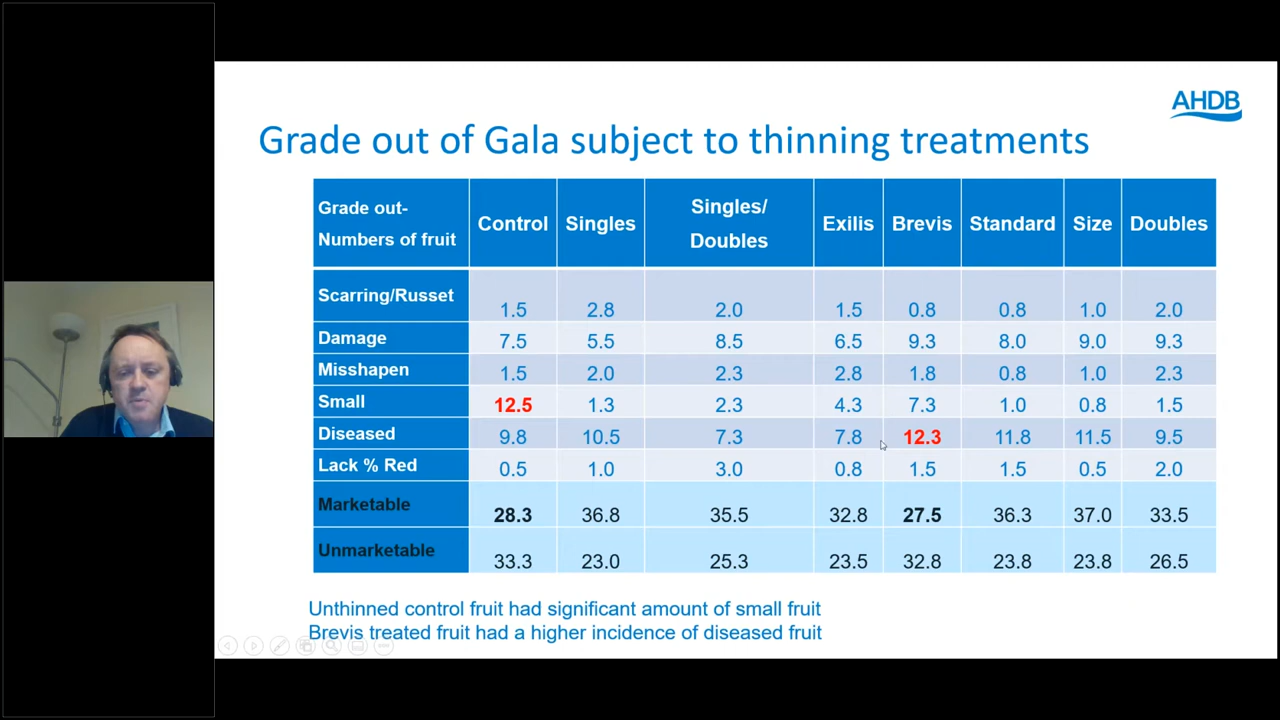 AHDB
Grade out of Gala subject to thinning treatments
Grade out-
Numbers of fruit
Control
Singles
Singles/
Doubles
Exilis
Brevis
Standard
Size
Doubles
Scarring/Russet 1.5 2.8 2.0 1.5 0.8 0.8 1.0 2.0
Damage 7.5 5.5 8.5 6.5 9.3 8.0 9.0 9.3
Misshapen 1.5 2.0 2.3 2.8 1.8 0.8 1.0 2.3
Small 12.5 1.3 2.3 4.3 7.3 1.0 0.8 1.5
Diseased 9.8 10.5 7.3 7.8 12.3 11.8 11.5 9.5
Lack % Red 0.5 1.0 3.0 0.8 1.5 1.5 0.5 2.0
Marketable 28.3 36.8 35.5 32.8 27.5 36.3 37.0 33.5
Unmarketable 33.3 23.0 25.3 23.5 32.8 23.8 23.8 26.5
Unthinned control fruit had significant amount of small fruit
Brevis treated fruit had a higher incidence of diseased fruit